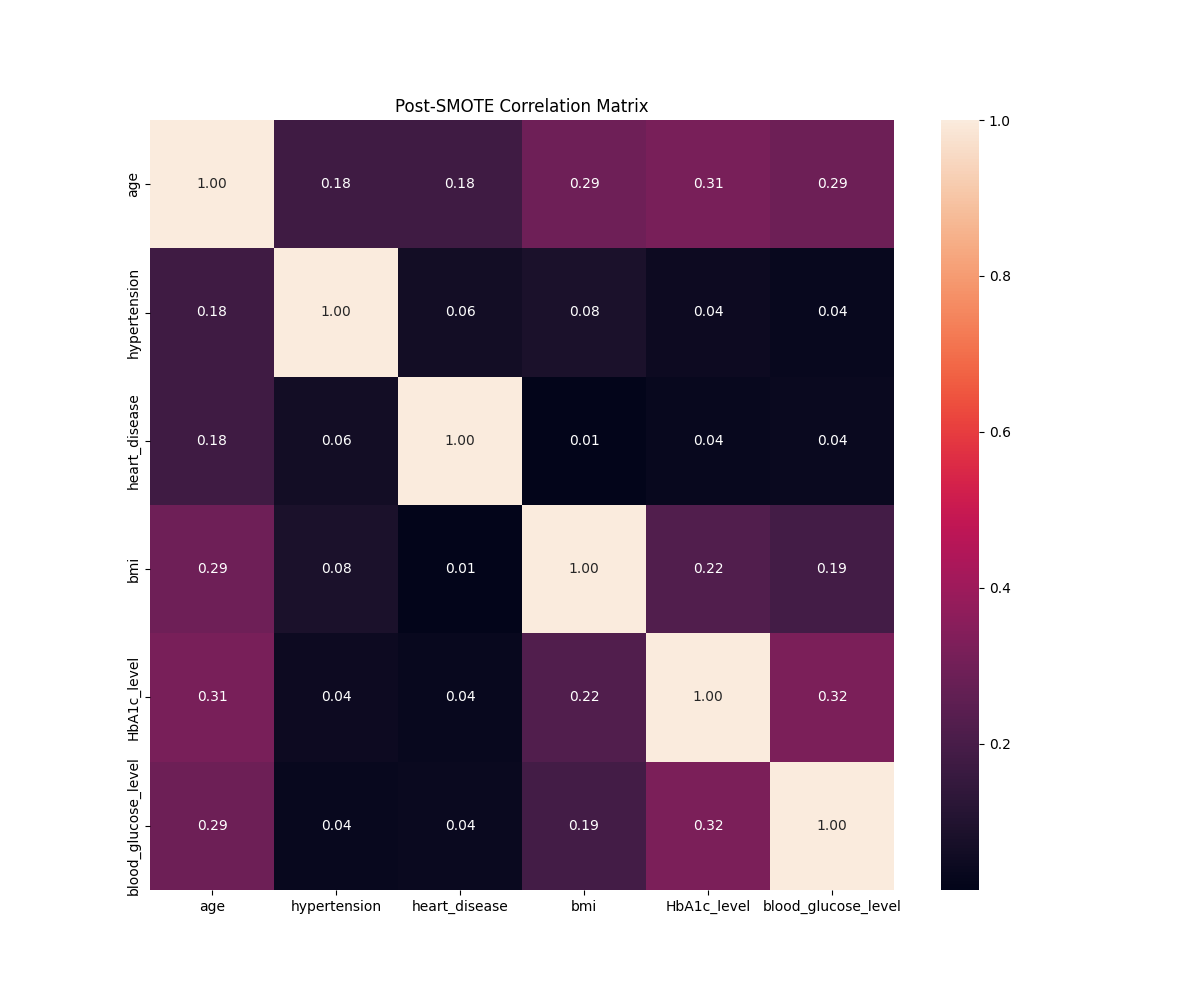 Post-SMOTE Correlation Matrix
age
1.00 0.18 0.18 0.29 0.31 0.29
hypertension
0.18 1.00 0.06 0.08 0.04 0.04
heart_disease
0.18 0.06 1.00 0.01 0.04 0.04
bmi
0.29 0.08 0.01 1.00 0.22 0.19
HbA1c_level
0.31 0.04 0.04 0.22 1.00 0.32
blood_glucose_level
0.29 0.04 0.04 0.19 0.32 1.00
age hypertension heart_disease bmi HbA1c_level blood_glucose_level
1.0
0.8
0.6
0.4
0.2